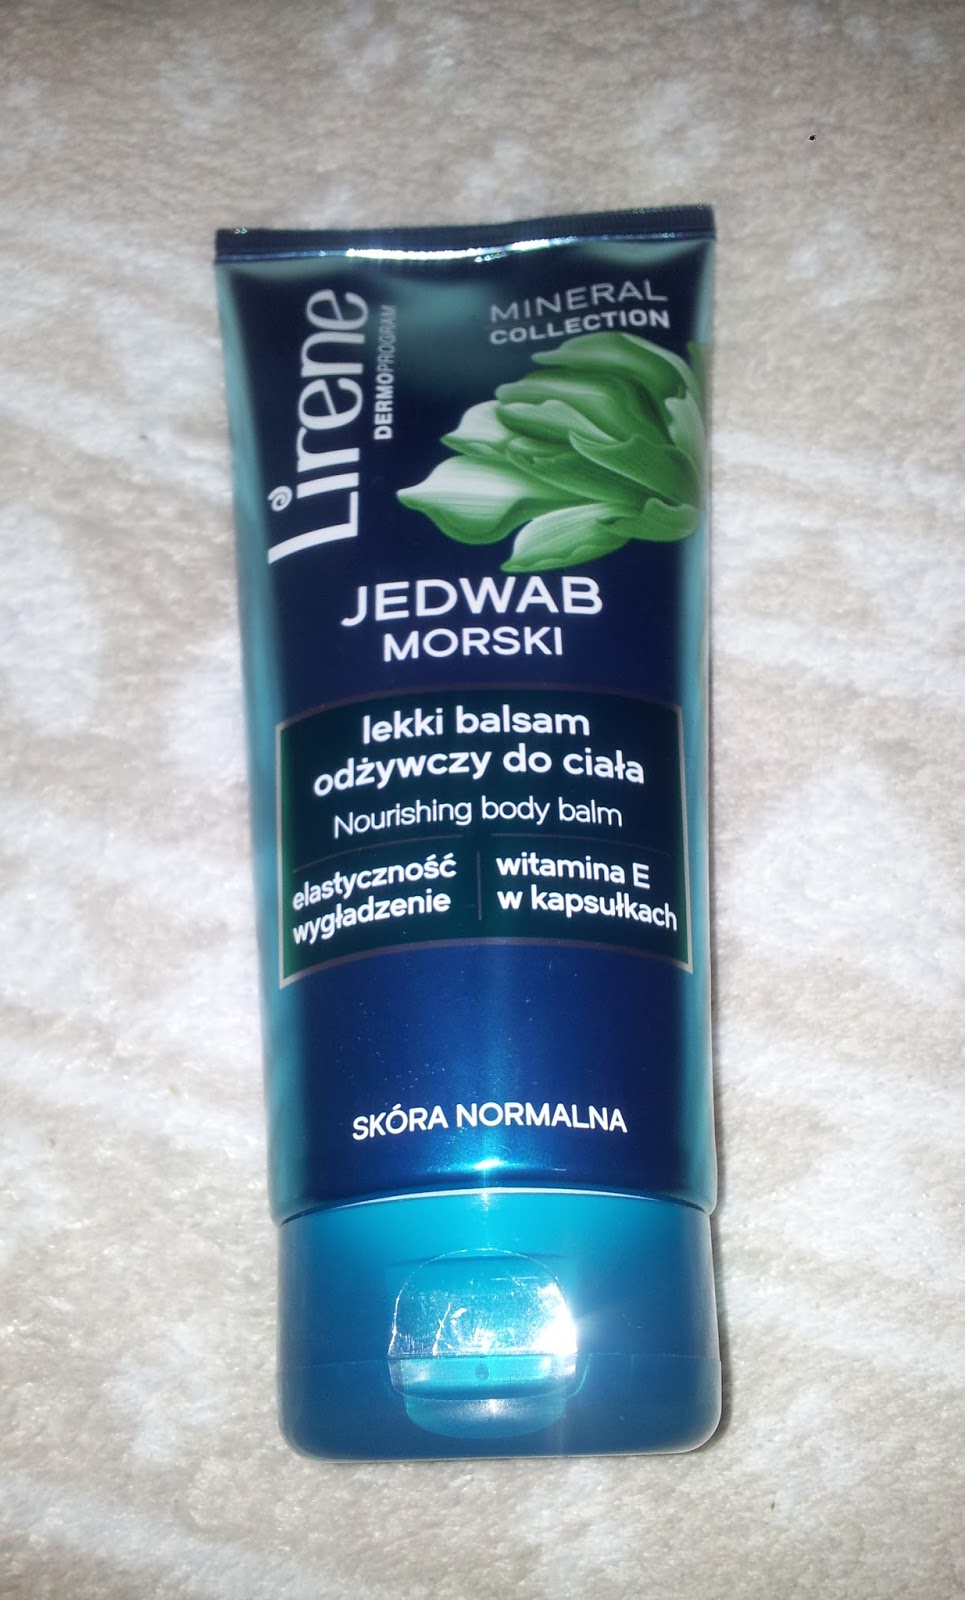 Lirene
DERMOPROGRAM
MINERAL
COLLECTION
JEDWAB
MORSKI
lekki balsam
odżywczy do ciała
Nourishing body balm
elastyczność
wygładzenie
witamina E
w kapsułkach
SKÓRA NORMALNA